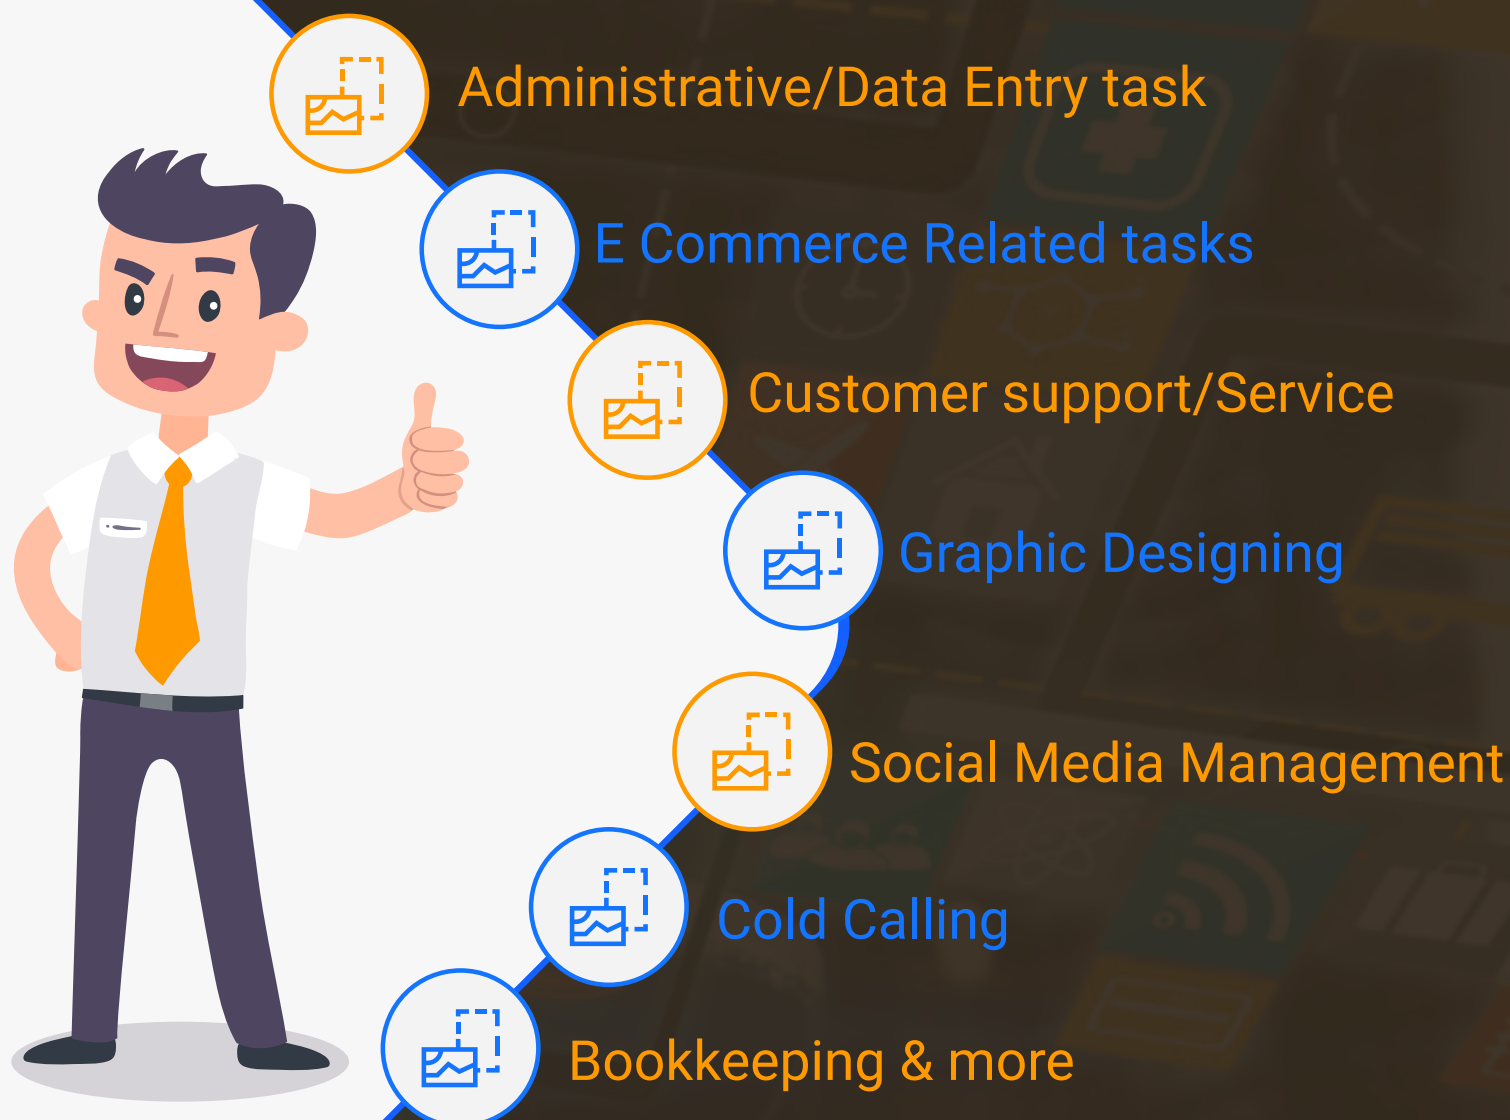 Administrative/Data Entry task
E Commerce Related tasks
Customer support/Service
Graphic Designing
Social Media Management
Cold Calling
Bookkeeping & more